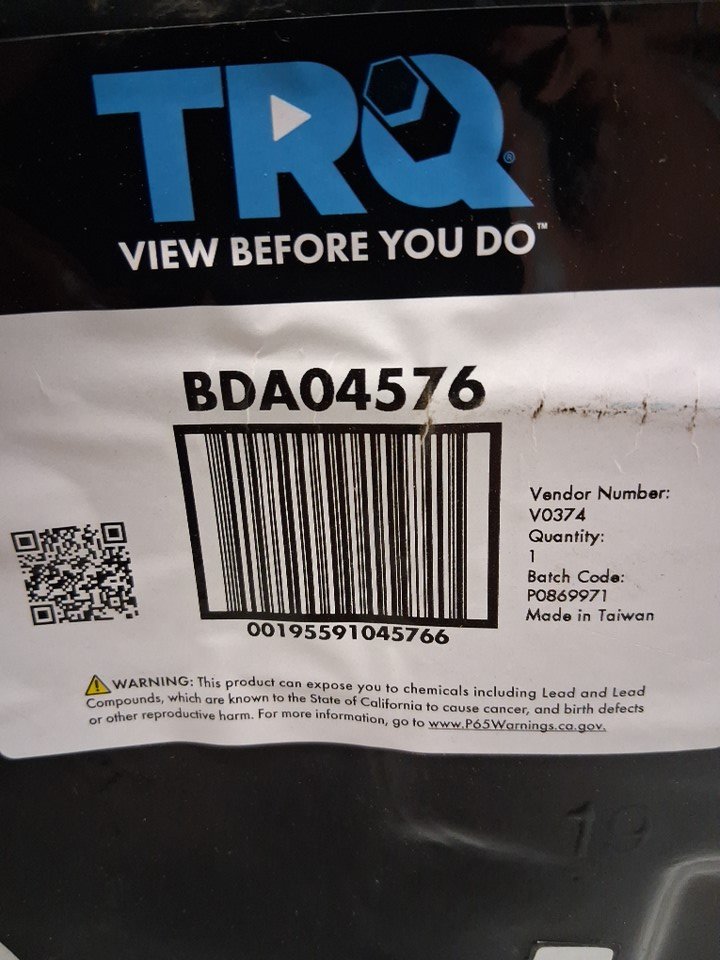 TRQ®
VIEW BEFORE YOU DO™
BDA04576
00195591045766
Vendor Number:
V0374
Quantity:
1
Batch Code:
P0869971
Made in Taiwan
WARNING: This product can expose you to chemicals including Lead and Lead
Compounds, which are known to the State of California to cause cancer, and birth defects
or other reproductive harm. For more information, go to www.P65Warnings.ca.gov.
19